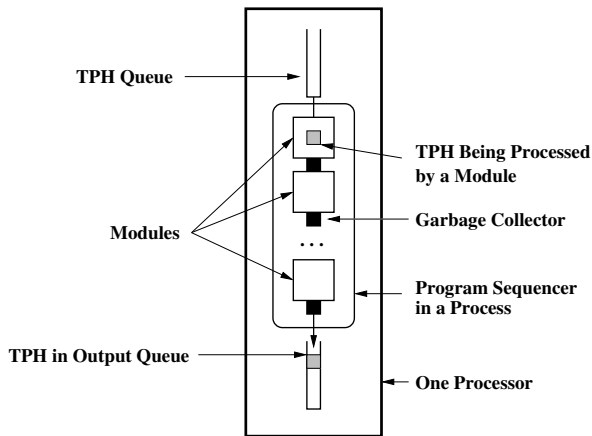 TPH Queue
TPH Being Processed
by a Module
Garbage Collector
Modules
...
Program Sequencer
in a Process
TPH in Output Queue
One Processor